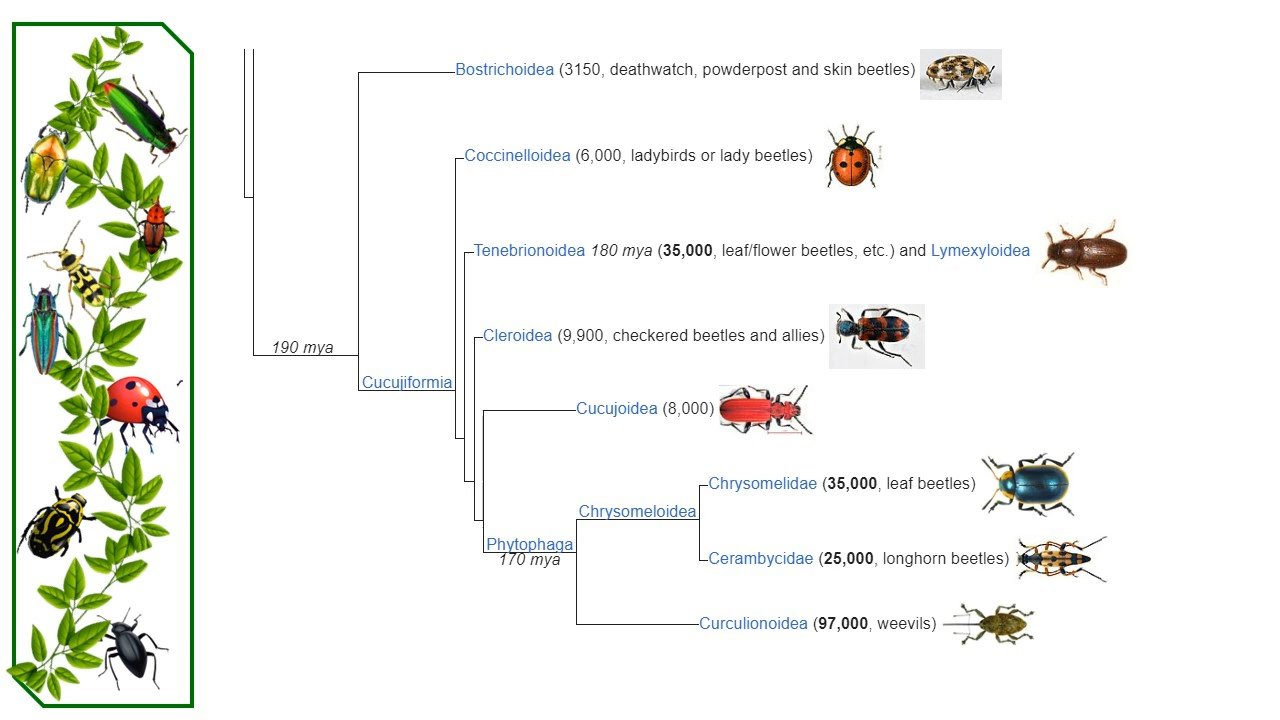 Bostrichoidea (3150, deathwatch, powderpost and skin beetles)
Coccinelloidea (6,000, ladybirds or lady beetles)
Tenebrionoidea 180 mya (35,000, leaf/flower beetles, etc.) and Lymexyloidea
Cleroidea (9,900, checkered beetles and allies)
190 mya
Cucujiformia
Cucujoidea (8,000)
Chrysomelidae (35,000, leaf beetles)
Chrysomeloidea
Phytophaga
170 mya
Cerambycidae (25,000, longhorn beetles)
Curculionoidea (97,000, weevils)